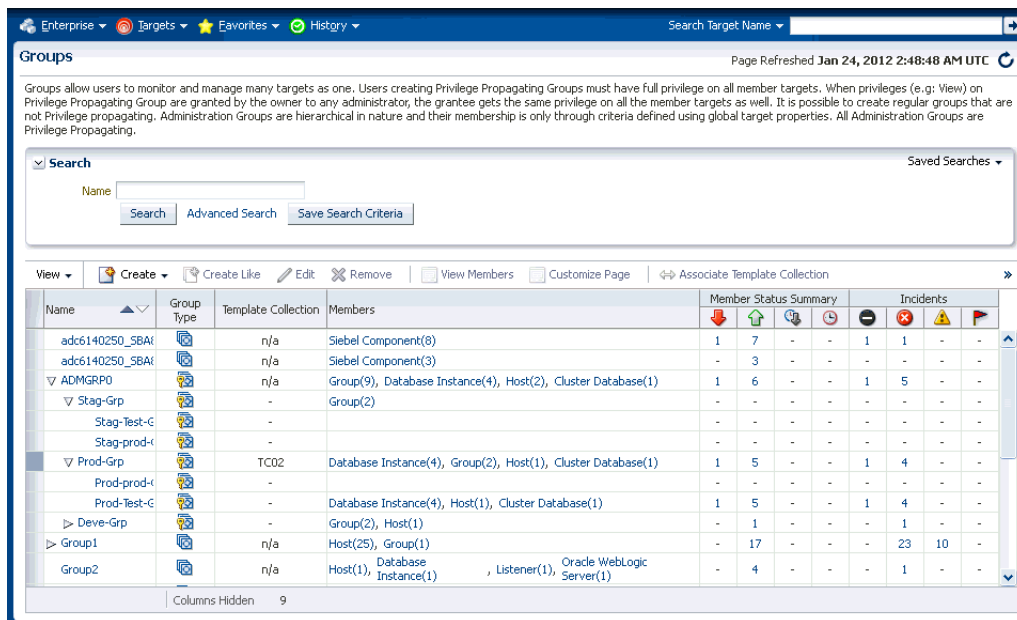 Enterprise Targets Favorites History Search Target Name
Groups
Page Refreshed Jan 24, 2012 2:48:48 AM UTC
Groups allow users to monitor and manage many targets as one. Users creating Privilege Propagating Groups must have full privilege on all member targets. When privileges (e.g: View) on
Privilege Propagating Group are granted by the owner to any administrator, the grantee gets the same privilege on all the member targets as well. It is possible to create regular groups that are
not Privilege propagating. Administration Groups are hierarchical in nature and their membership is only through criteria defined using global target properties. All Administration Groups are
Privilege Propagating.
Search Saved Searches
Name
Search Advanced Search Save Search Criteria
View Create Create Like Edit Remove View Members Customize Page Associate Template Collection »
Name Group Type Template Collection Members Member Status Summary Incidents
adc6140250_SBA8 n/a Siebel Component(8) 1 7 - - 1 1 - -
adc6140250_SBA8 n/a Siebel Component(3) - 3 - - - - - -
ADMGRP0 n/a Group(9), Database Instance(4), Host(2), Cluster Database(1) 1 6 - - 1 5 - -
Stag-Grp - Group(2) - - - - - - - -
Stag-Test-G - - - - - - - - -
Stag-prod-G - - - - - - - - -
Prod-Grp TC02 Database Instance(4), Group(2), Host(1), Cluster Database(1) 1 5 - - 1 4 - -
Prod-prod-G - - - - - - - - -
Prod-Test-G - Database Instance(4), Host(1), Cluster Database(1) 1 5 - - 1 4 - -
Deve-Grp - Group(2), Host(1) - 1 - - - 1 - -
Group1 n/a Host(25), Group(1) - 17 - - - 23 10 -
Group2 n/a Host(1), Database Instance(1) , Listener(1), Oracle WebLogic Server(1) - 4 - - - 1 - -
Columns Hidden 9